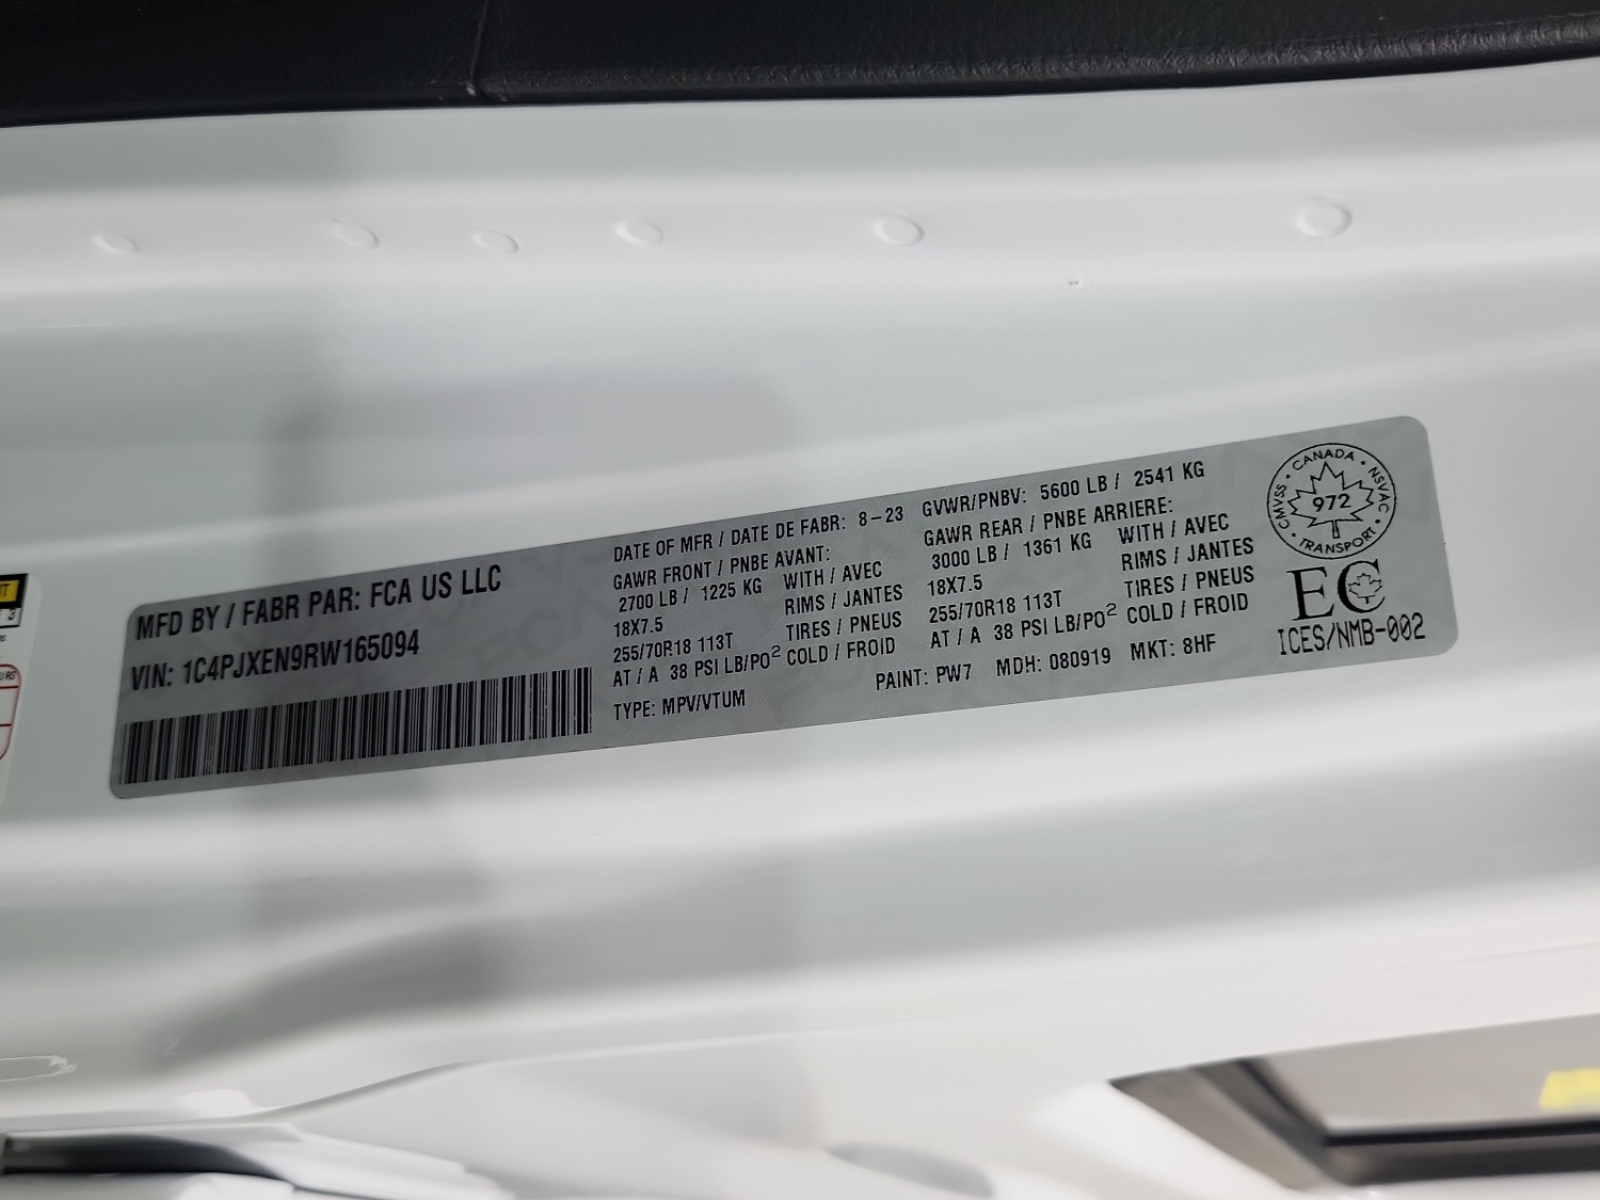 MFD BY / FABR PAR: FCA US LLC
VIN: 1C4PJXEN9RW165094
DATE OF MFR / DATE DE FABR: 8-23 GVWR/PNBV: 5600 LB / 2541 KG
GAWR FRONT / PNBE AVANT:
2700 LB / 1225 KG WITH / AVEC
18X7.5 RIMS / JANTES
255/70R18 113T TIRES / PNEUS
AT / A 38 PSI LB/PO² COLD / FROID
GAWR REAR / PNBE ARRIERE:
3000 LB / 1361 KG WITH / AVEC
18X7.5 RIMS / JANTES
255/70R18 113T TIRES / PNEUS
AT / A 38 PSI LB/PO² COLD / FROID
TYPE: MPV/VTUM PAINT: PW7 MDH: 080919 MKT: 8HF
CANADA • NSVAC • TRANSPORT • CMVSS •
972
EC
ICES/NMB-002